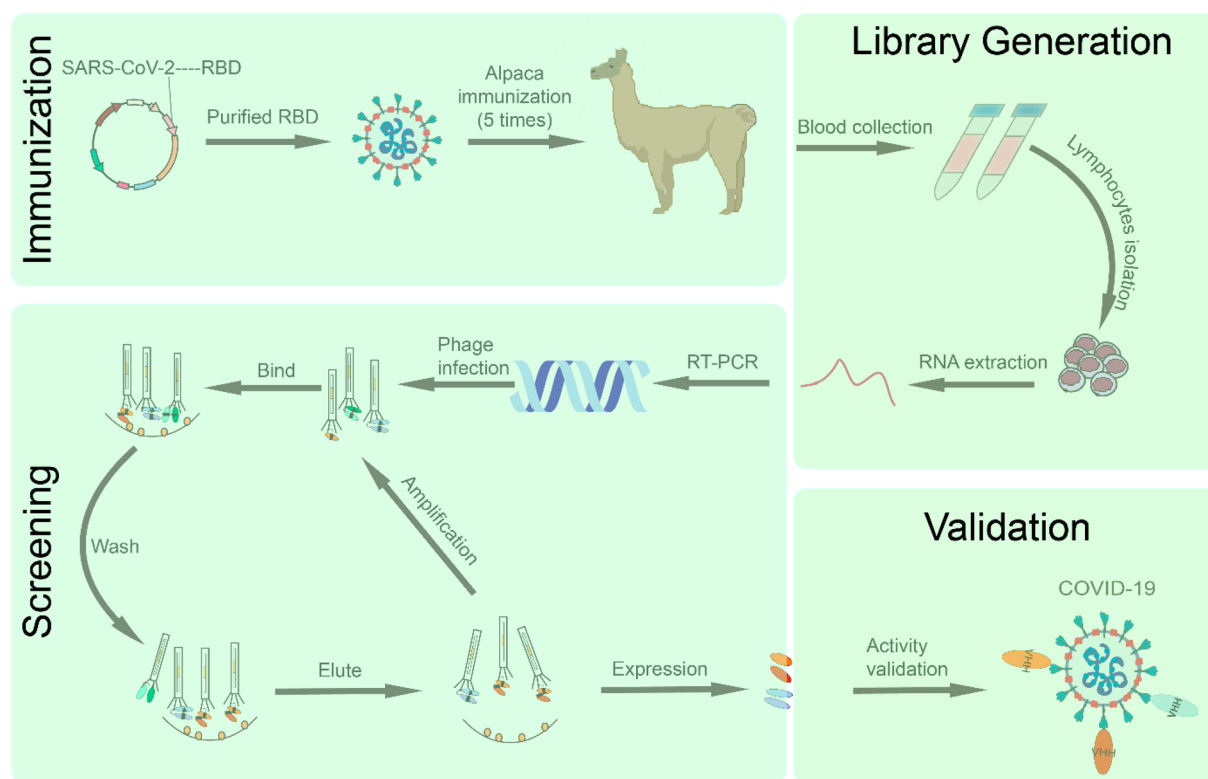 Immunization
SARS-CoV-2----RBD
Purified RBD
Alpaca
immunization
(5 times)
Library Generation
Blood collection
Lymphocytes isolation
RNA extraction
Screening
RT-PCR
Phage
infection
Bind
Wash
Elute
Amplification
Expression
Validation
Activity
validation
COVID-19
VHH
VHH
VHH